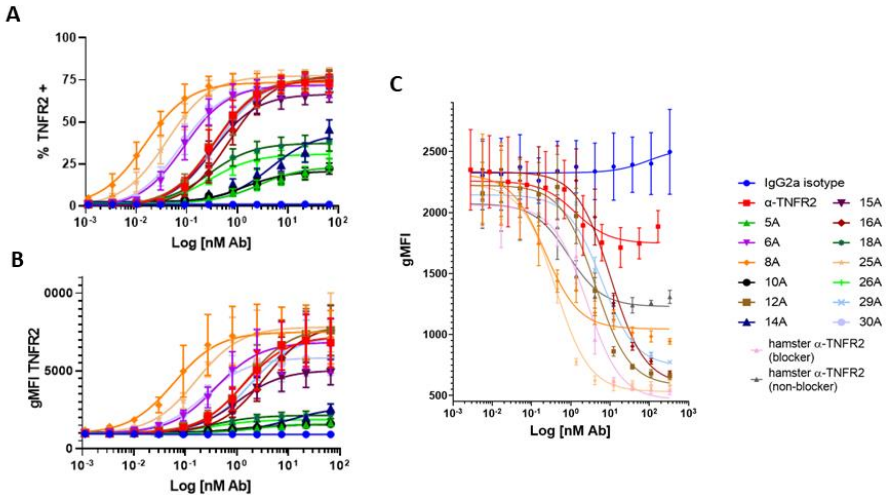 A
% TNFR2 +
100
75
50
25
0
10-3 10-2 10-1 100 101 102
Log [nM Ab]
B
gMFI TNFR2
0000
5000
0
10-3 10-2 10-1 100 101 102
Log [nM Ab]
C
gMFI
2500
2000
1500
1000
500
10-3 10-2 10-1 100 101 102 103
Log [nM Ab]
IgG2a isotype
α-TNFR2
5A
6A
8A
10A
12A
14A
15A
16A
18A
25A
26A
29A
30A
hamster α-TNFR2
(blocker)
hamster α-TNFR2
(non-blocker)